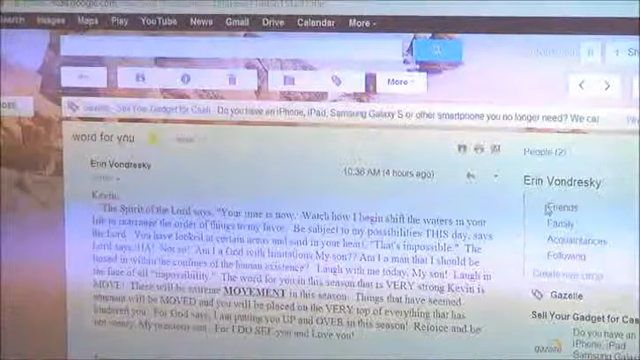 Search Images Maps Play YouTube News Gmail Drive Calendar More
More
Gazelle - Sell Your Gadget for Cash - Do you have an iPhone, iPad, Samsung Galaxy S or other smartphone you no longer need? We can
word for you
People (2)
Erin Vondresky
10:36 AM (4 hours ago)
Erin Vondresky
Friends
Family
Acquaintances
Following
Create new circle
Gazelle
Sell Your Gadget for Cas
Do you have an
iPhone, iPad,
Samsung Galaxy
gazelle
Kevin,
The Spirit of the Lord says, "Your time is now. Watch how I begin shift the waters in your
life to rearrange the order of things to my favor. Be subject to my possibilities THIS day, says
the Lord. You have looked at certain areas and said in your heart, "That's impossible." The
Lord says, HA! Not so! Am I a God with limitations My son?? Am I a man that I should be
based in within the confines of the human existence? Laugh with me today, My son! Laugh in
the face of all "impossibility." The word for you in this season that is VERY strong Kevin is
MOVE! There will be extreme MOVEMENT in this season. Things that have seemed
will be MOVED and you will be placed on the VERY top of everything that has
hindered you. For God says, I am putting you UP and OVER in this season! Rejoice and be
not weary, My precious son. For I DO SEE you and Love you!